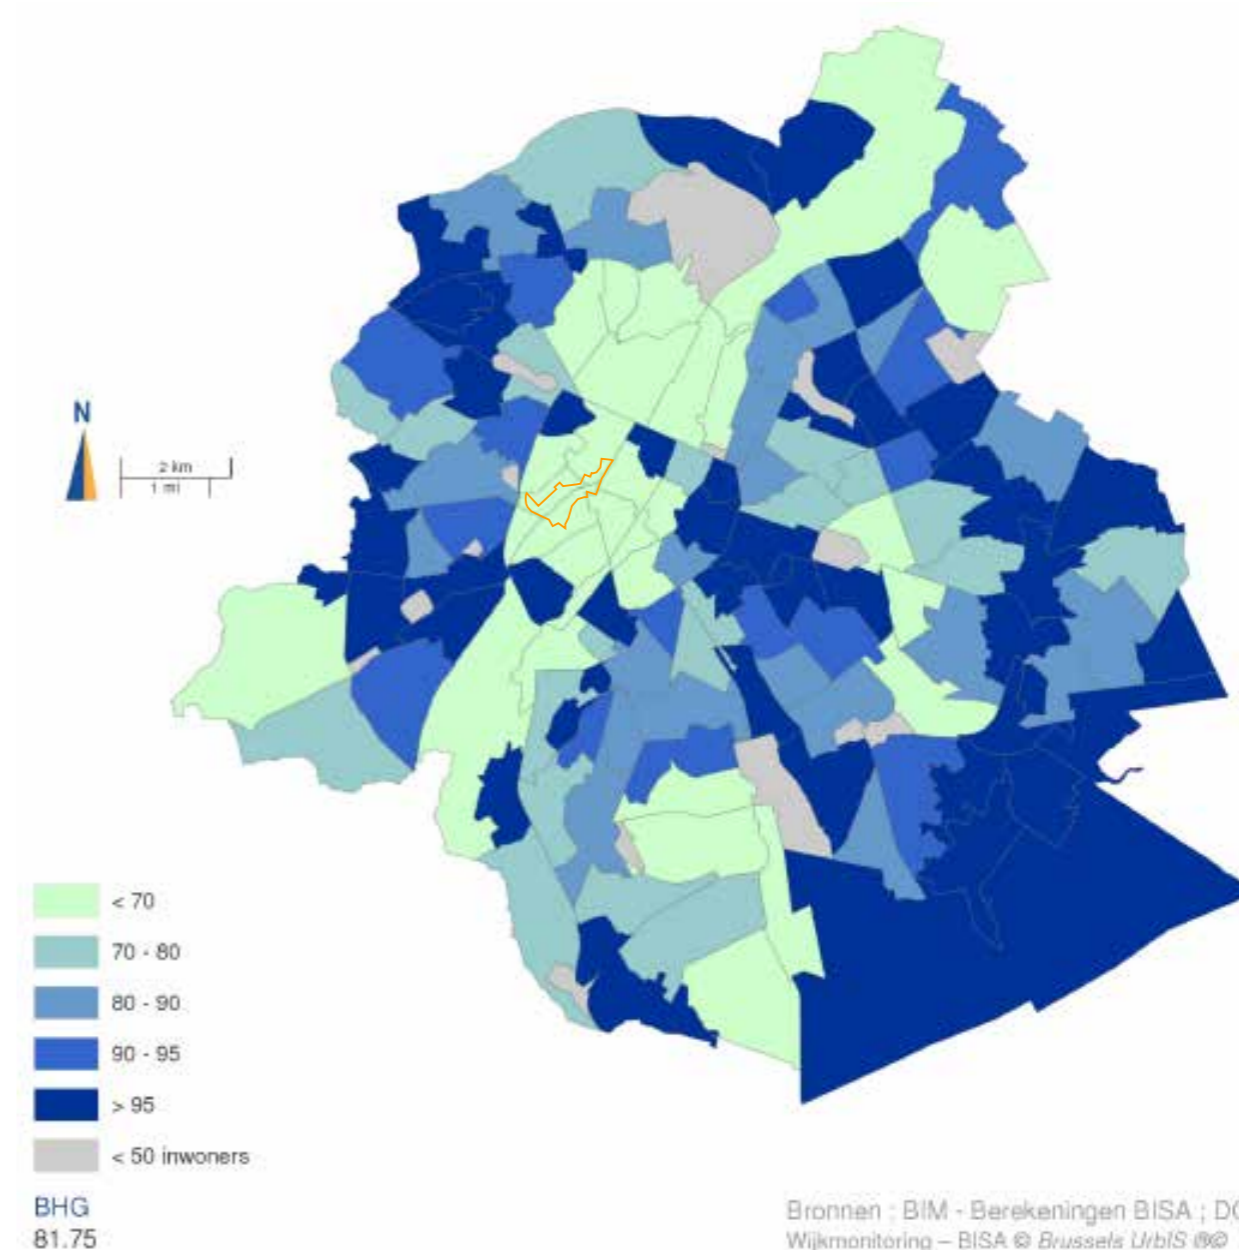 N
2 km
1 mi
< 70
70 - 80
80 - 90
90 - 95
> 95
< 50 inwoners
BHG
81.75
Bronnen : BIM - Berekeningen BISA ; DG
Wijkmonitoring – BISA © Brussels UrbIS ®©